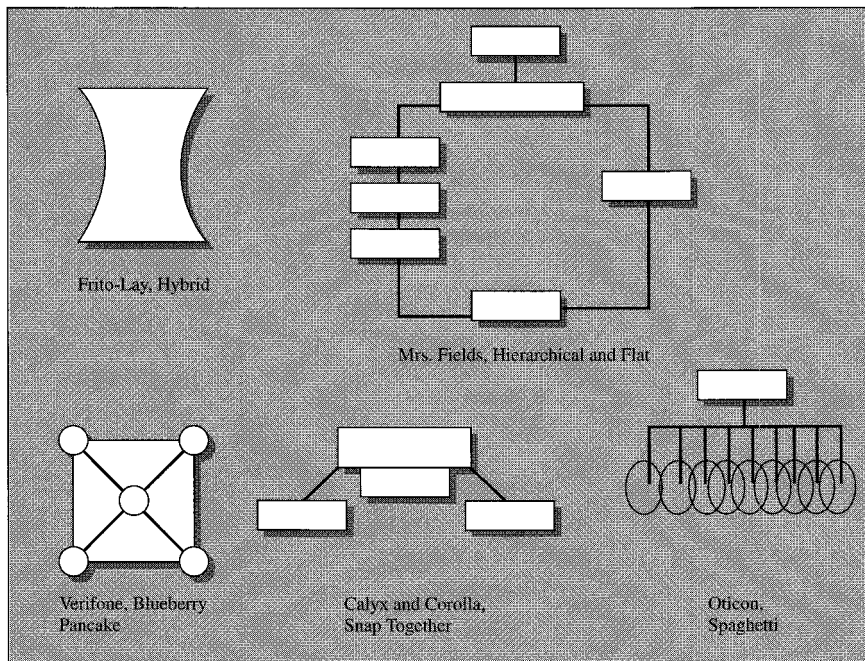 Frito-Lay, Hybrid
Mrs. Fields, Hierarchical and Flat
Verifone, Blueberry
Pancake
Calyx and Corolla,
Snap Together
Oticon,
Spaghetti